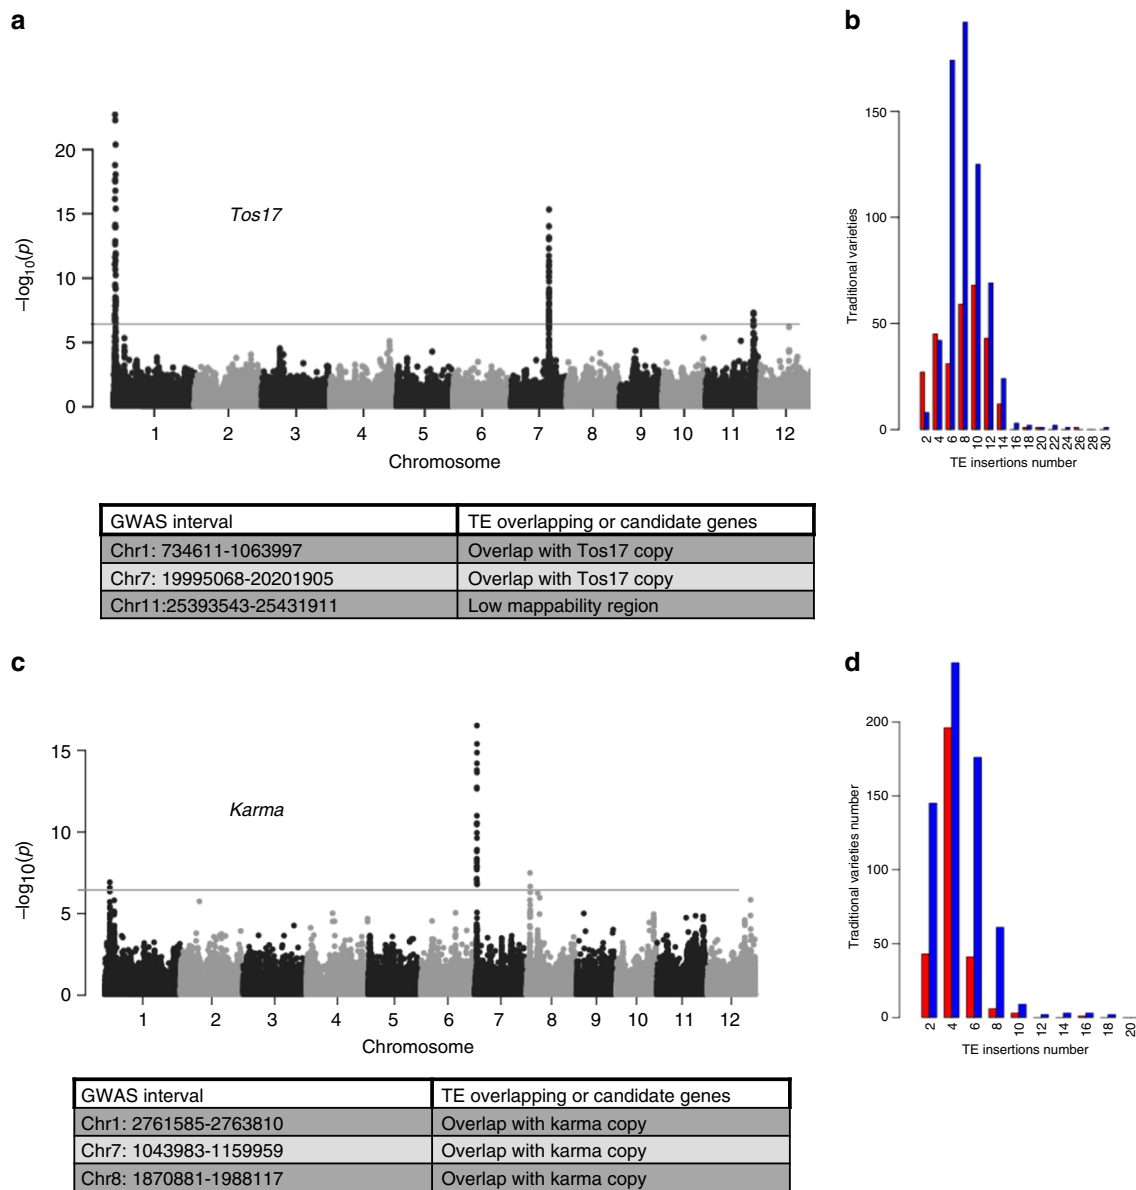 a
b
Tos17
–log10(p)
20
15
10
5
0
1 2 3 4 5 6 7 8 9 10 11 12
Chromosome
Traditional varieties
150
100
50
0
2 4 6 8 10 12 14 16 18 20 22 24 26 28 30
TE insertions number
GWAS interval TE overlapping or candidate genes
Chr1: 734611-1063997 Overlap with Tos17 copy
Chr7: 19995068-20201905 Overlap with Tos17 copy
Chr11:25393543-25431911 Low mappability region
c
d
Karma
–log10(p)
15
10
5
0
1 2 3 4 5 6 7 8 9 10 11 12
Chromosome
Traditional varieties number
200
150
100
50
0
2 4 6 8 10 12 14 16 18 20
TE insertions number
GWAS interval TE overlapping or candidate genes
Chr1: 2761585-2763810 Overlap with karma copy
Chr7: 1043983-1159959 Overlap with karma copy
Chr8: 1870881-1988117 Overlap with karma copy